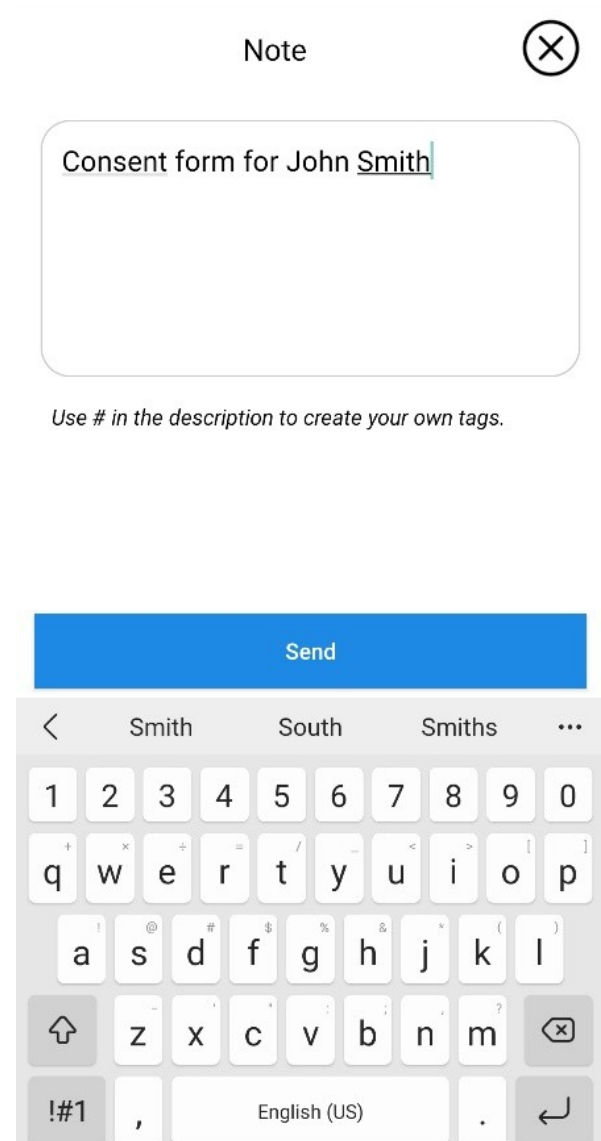 Note
Consent form for John Smith
Use # in the description to create your own tags.
Send
Smith South Smiths ...
1 2 3 4 5 6 7 8 9 0
+ × ÷ = / _ < > [ ]
q w e r t y u i o p
! @ # $ % & * ( )
a s d f g h j k l
- ' " : ; , ?
z x c v b n m
!#1 , English (US) .